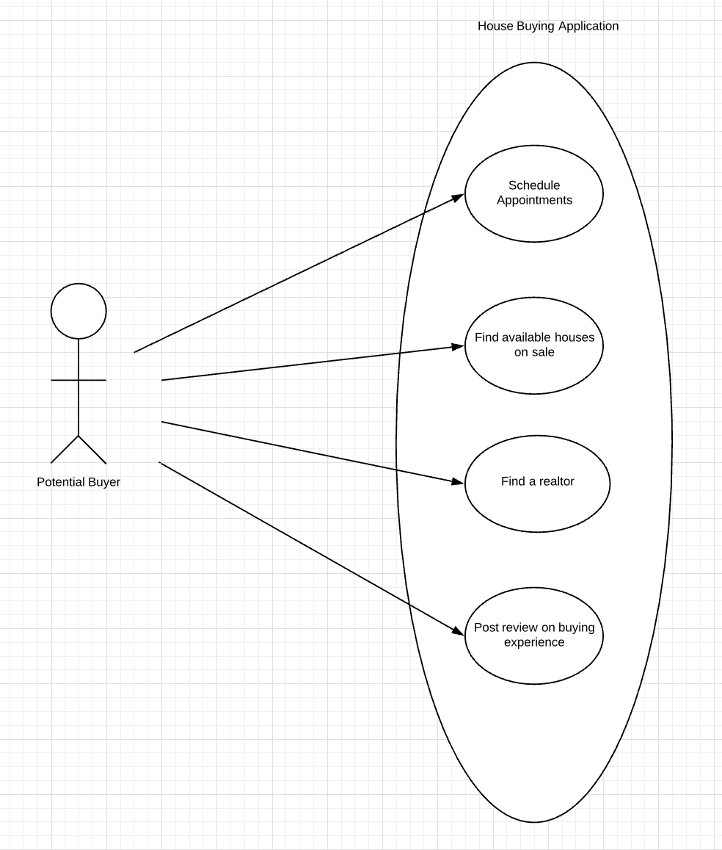 House Buying Application
Schedule
Appointments
Find available houses
on sale
Find a realtor
Potential Buyer
Post review on buying
experience